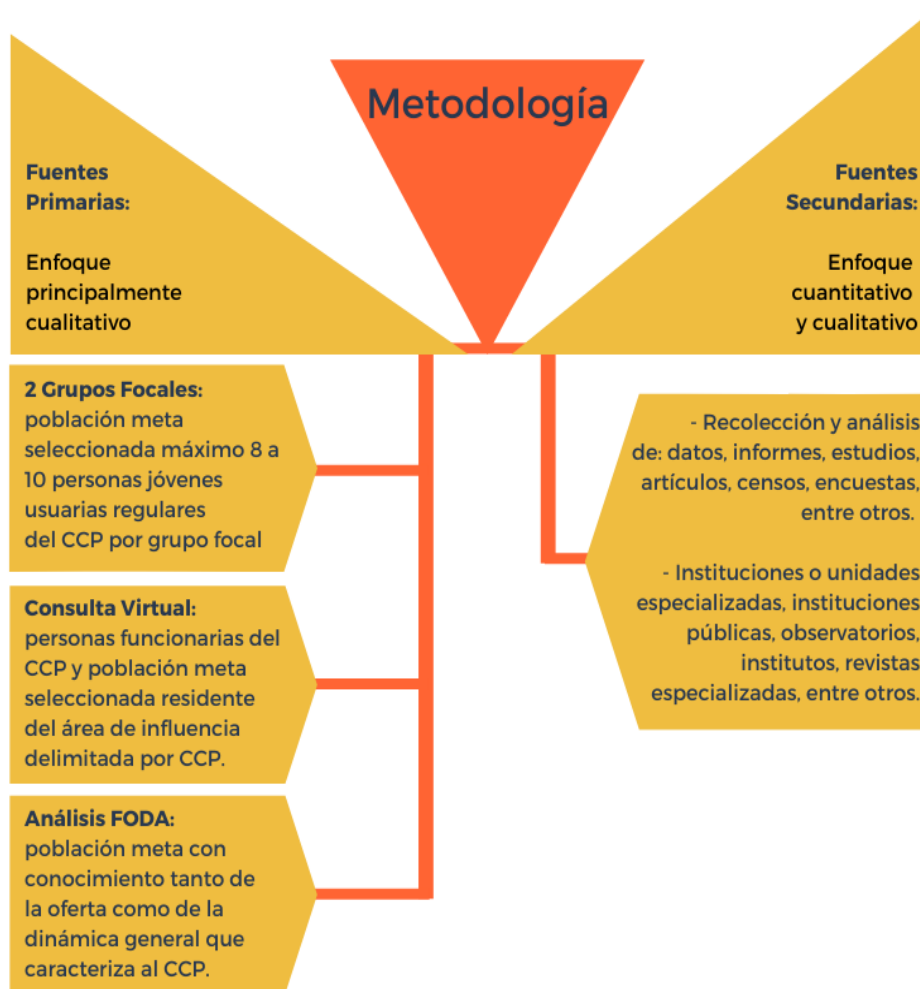 Metodología
Fuentes
Primarias:
Enfoque
principalmente
cualitativo
Fuentes
Secundarias:
Enfoque
cuantitativo
y cualitativo
2 Grupos Focales:
población meta
seleccionada máximo 8 a
10 personas jóvenes
usuarias regulares
del CCP por grupo focal
Consulta Virtual:
personas funcionarias del
CCP y población meta
seleccionada residente
del área de influencia
delimitada por CCP.
Análisis FODA:
población meta con
conocimiento tanto de
la oferta como de la
dinámica general que
caracteriza al CCP.
- Recolección y análisis
de: datos, informes, estudios,
artículos, censos, encuestas,
entre otros.
- Instituciones o unidades
especializadas, instituciones
públicas, observatorios,
institutos, revistas
especializadas, entre otros.